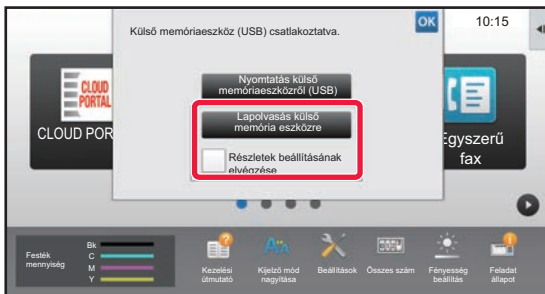 Külső memóriaeszköz (USB) csatlakoztatva.
OK
10:15
Nyomtatás külső
memóriaeszközről (USB)
Lapolvasás külső
memória eszközre
Részletek beállításának
elvégzése
CLOUD
PORTAL
CLOUD POR
Egyszerű
fax
Festék
mennyiség
Bk
C
M
Y
Kezelési
útmutató
Kijelző mód
nagyítása
Beállítások
Összes szám
Fényesség
beállítás
Feladat
állapot